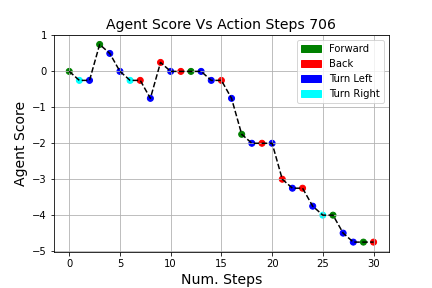 Agent Score Vs Action Steps 706
Forward
Back
Turn Left
Turn Right
1
0
−1
−2
−3
−4
−5
Agent Score
0 5 10 15 20 25 30
Num. Steps